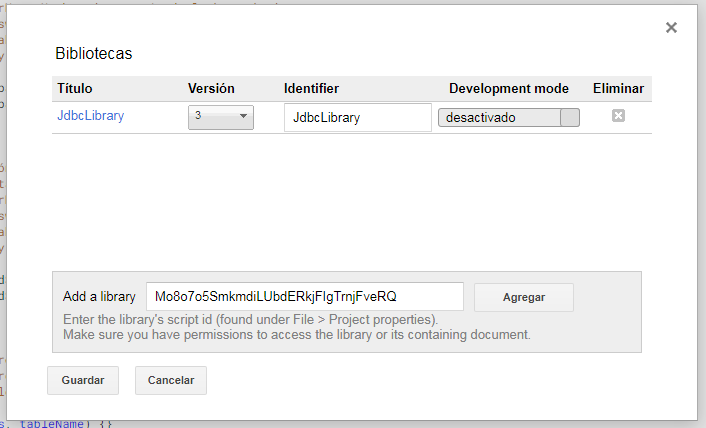 Bibliotecas
Título Versión Identifier Development mode Eliminar
JdbcLibrary 3 JdbcLibrary desactivado
Add a library Mo8o7o5SmkmdiLUbdERkjFlgTrnjFveRQ Agregar
Enter the library's script id (found under File > Project properties).
Make sure you have permissions to access the library or its containing document.
Guardar Cancelar
s, tableName) {}